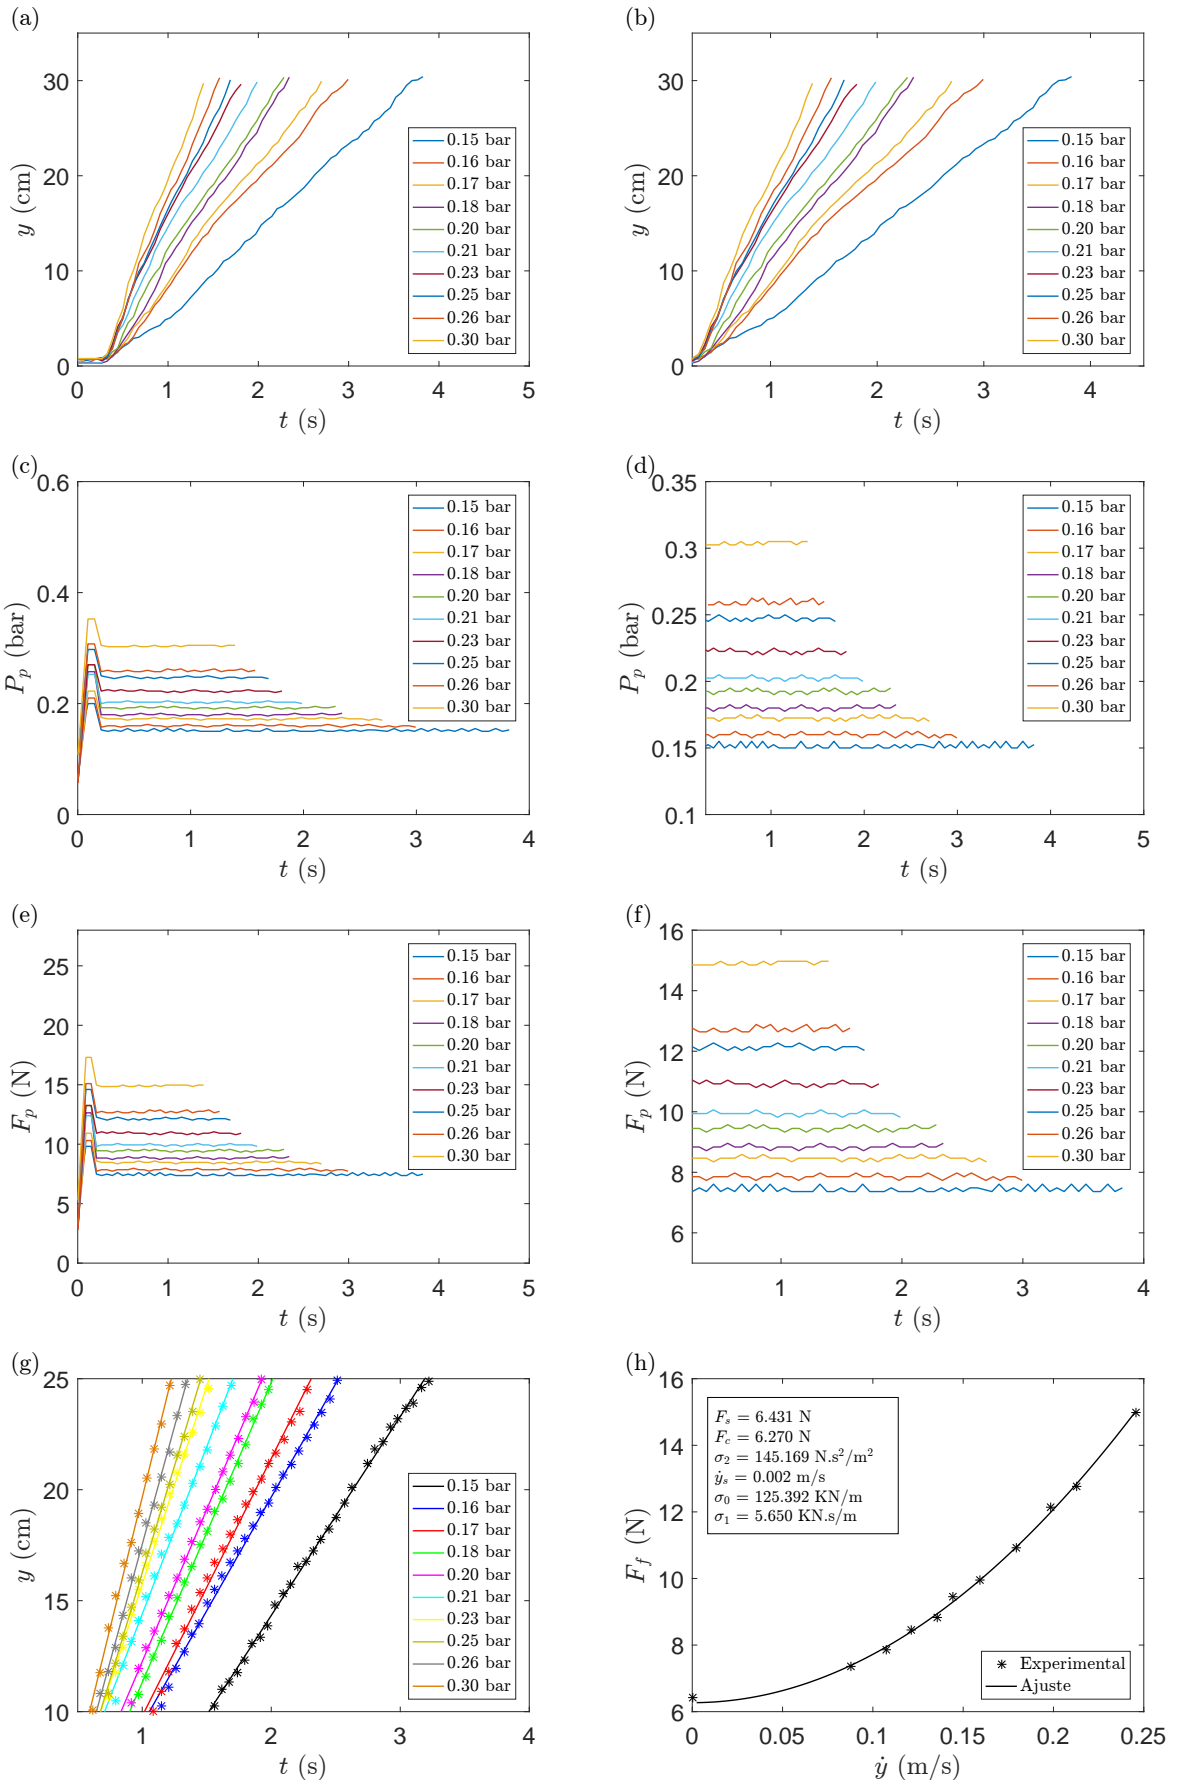 (a)
y (cm)
30
20
10
0
0 1 2 3 4 5
t (s)
0.15 bar
0.16 bar
0.17 bar
0.18 bar
0.20 bar
0.21 bar
0.23 bar
0.25 bar
0.26 bar
0.30 bar
(b)
y (cm)
30
20
10
0
1 2 3 4
t (s)
0.15 bar
0.16 bar
0.17 bar
0.18 bar
0.20 bar
0.21 bar
0.23 bar
0.25 bar
0.26 bar
0.30 bar
(c)
P_p (bar)
0.6
0.4
0.2
0
0 1 2 3 4
t (s)
0.15 bar
0.16 bar
0.17 bar
0.18 bar
0.20 bar
0.21 bar
0.23 bar
0.25 bar
0.26 bar
0.30 bar
(d)
P_p (bar)
0.35
0.3
0.25
0.2
0.15
0.1
1 2 3 4 5
t (s)
0.15 bar
0.16 bar
0.17 bar
0.18 bar
0.20 bar
0.21 bar
0.23 bar
0.25 bar
0.26 bar
0.30 bar
(e)
F_p (N)
25
20
15
10
5
0
0 1 2 3 4 5
t (s)
0.15 bar
0.16 bar
0.17 bar
0.18 bar
0.20 bar
0.21 bar
0.23 bar
0.25 bar
0.26 bar
0.30 bar
(f)
F_p (N)
16
14
12
10
8
6
1 2 3 4
t (s)
0.15 bar
0.16 bar
0.17 bar
0.18 bar
0.20 bar
0.21 bar
0.23 bar
0.25 bar
0.26 bar
0.30 bar
(g)
y (cm)
25
20
15
10
1 2 3 4
t (s)
0.15 bar
0.16 bar
0.17 bar
0.18 bar
0.20 bar
0.21 bar
0.23 bar
0.25 bar
0.26 bar
0.30 bar
(h)
F_f (N)
16
14
12
10
8
6
0 0.05 0.1 0.15 0.2 0.25
ẏ (m/s)
F_s = 6.431 N
F_c = 6.270 N
σ₂ = 145.169 N.s²/m²
ẏ_s = 0.002 m/s
σ₀ = 125.392 KN/m
σ₁ = 5.650 KN.s/m
Experimental
Ajuste